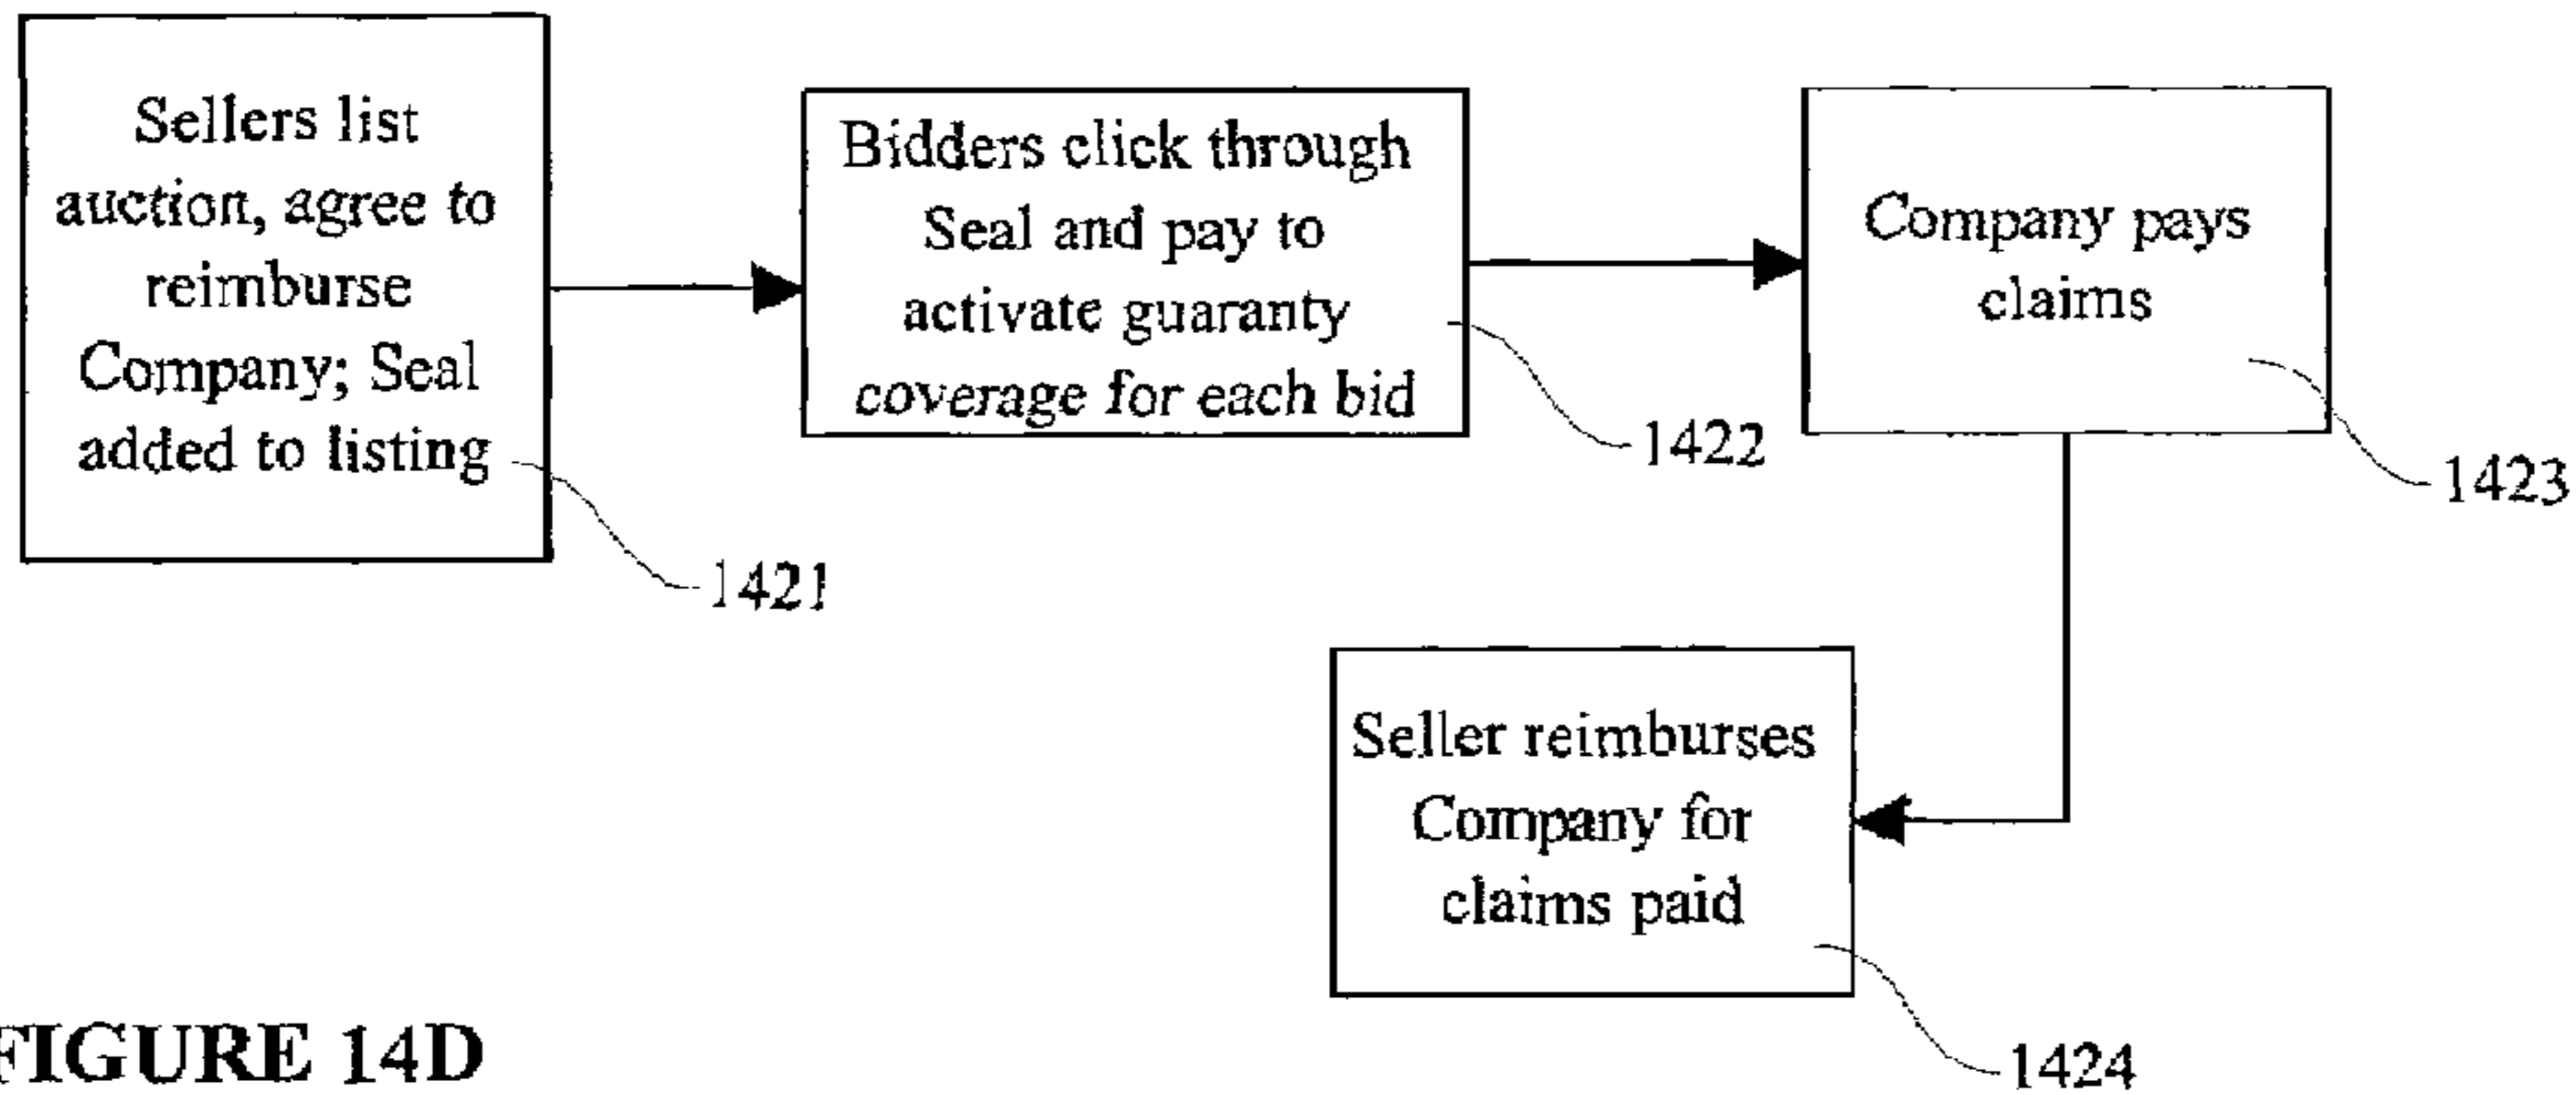 Sellers list
auction, agree to
reimburse
Company; Seal
added to listing
1421
Bidders click through
Seal and pay to
activate guaranty
coverage for each bid
1422
Company pays
claims
1423
Seller reimburses
Company for
claims paid
1424
FIGURE 14D